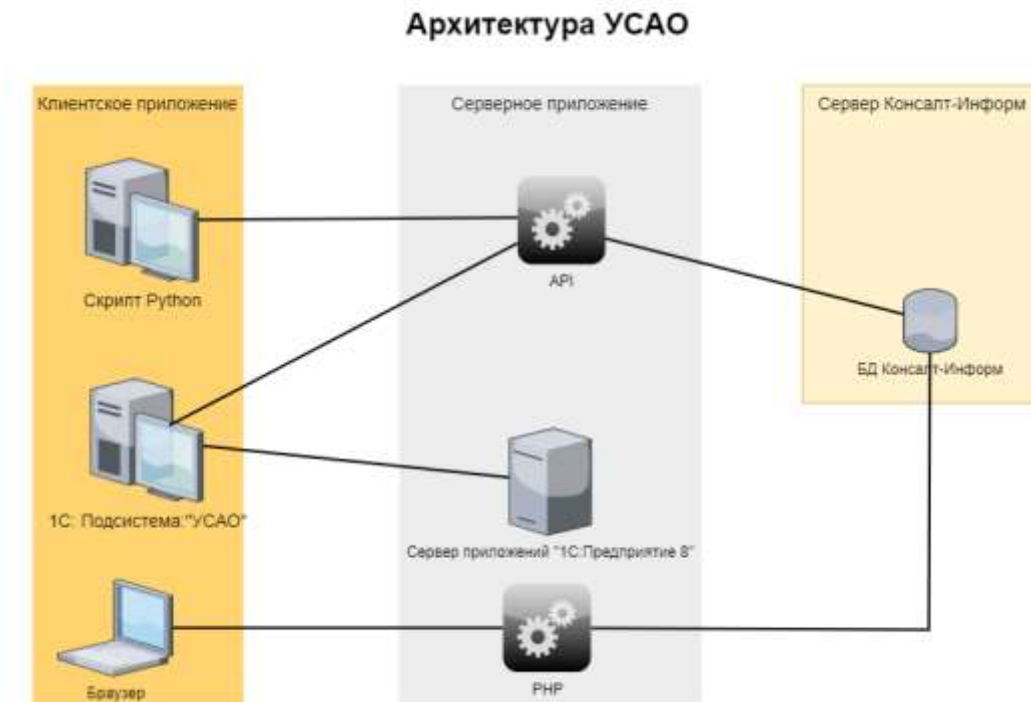 Архитектура УСАО
Клиентское приложение
Серверное приложение
Сервер Консалт-Информ
Скрипт Python
API
БД Консалт-Информ
1С: Подсистема:"УСАО"
Сервер приложений "1С:Предприятие 8"
Браузер
PHP